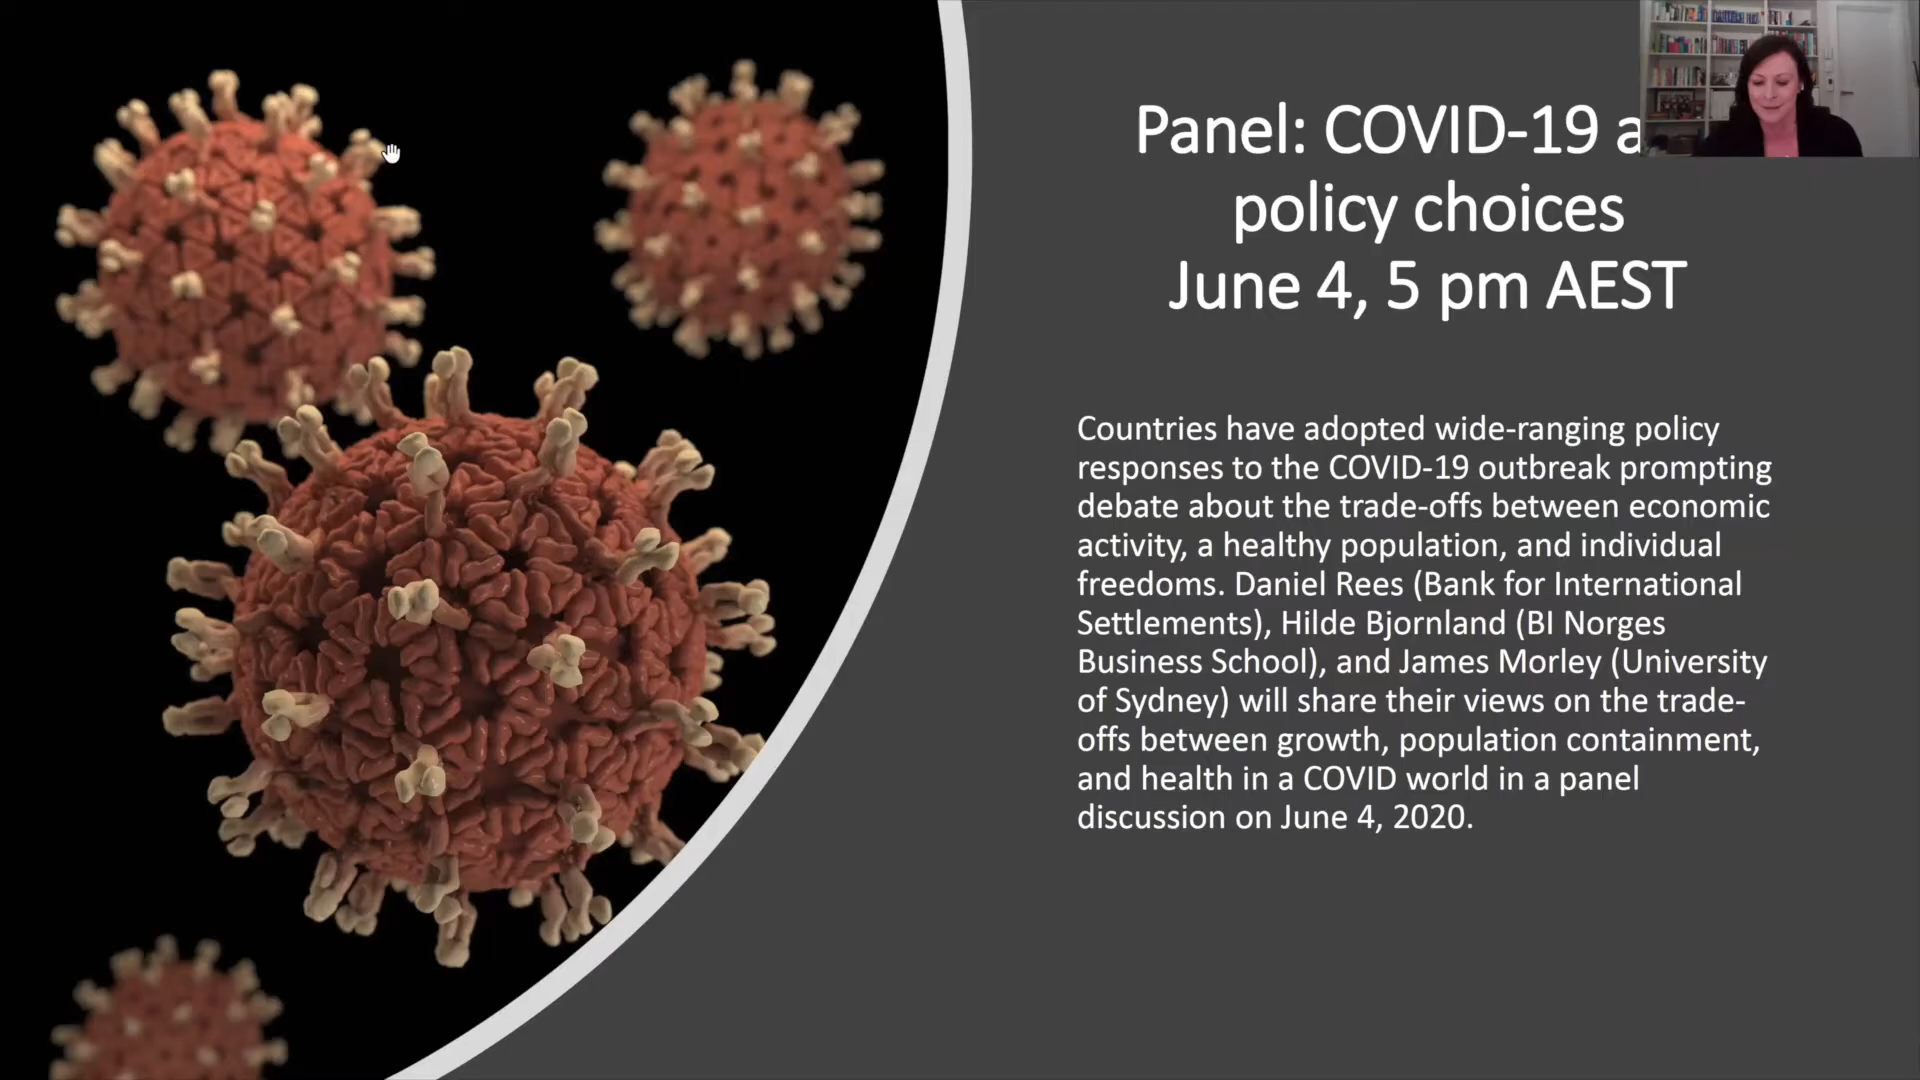 Panel: COVID-19 a
policy choices
June 4, 5 pm AEST
Countries have adopted wide-ranging policy
responses to the COVID-19 outbreak prompting
debate about the trade-offs between economic
activity, a healthy population, and individual
freedoms. Daniel Rees (Bank for International
Settlements), Hilde Bjornland (BI Norges
Business School), and James Morley (University
of Sydney) will share their views on the trade-
offs between growth, population containment,
and health in a COVID world in a panel
discussion on June 4, 2020.